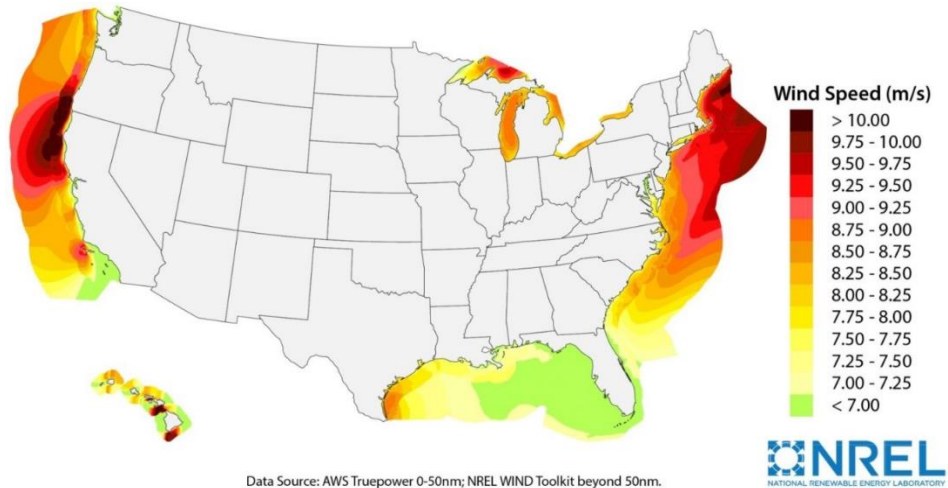 Wind Speed (m/s)
> 10.00
9.75 - 10.00
9.50 - 9.75
9.25 - 9.50
9.00 - 9.25
8.75 - 9.00
8.50 - 8.75
8.25 - 8.50
8.00 - 8.25
7.75 - 8.00
7.50 - 7.75
7.25 - 7.50
7.00 - 7.25
< 7.00
NREL
NATIONAL RENEWABLE ENERGY LABORATORY
Data Source: AWS Truepower 0-50nm; NREL WIND Toolkit beyond 50nm.